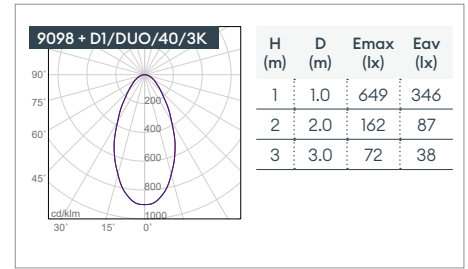 9098 + D1/DUO/40/3K
90°
75°
60°
45°
200
400
600
800
1000
cd/klm
30° 15° 0°
H D Emax Eav
(m) (m) (lx) (lx)
1 1.0 649 346
2 2.0 162 87
3 3.0 72 38